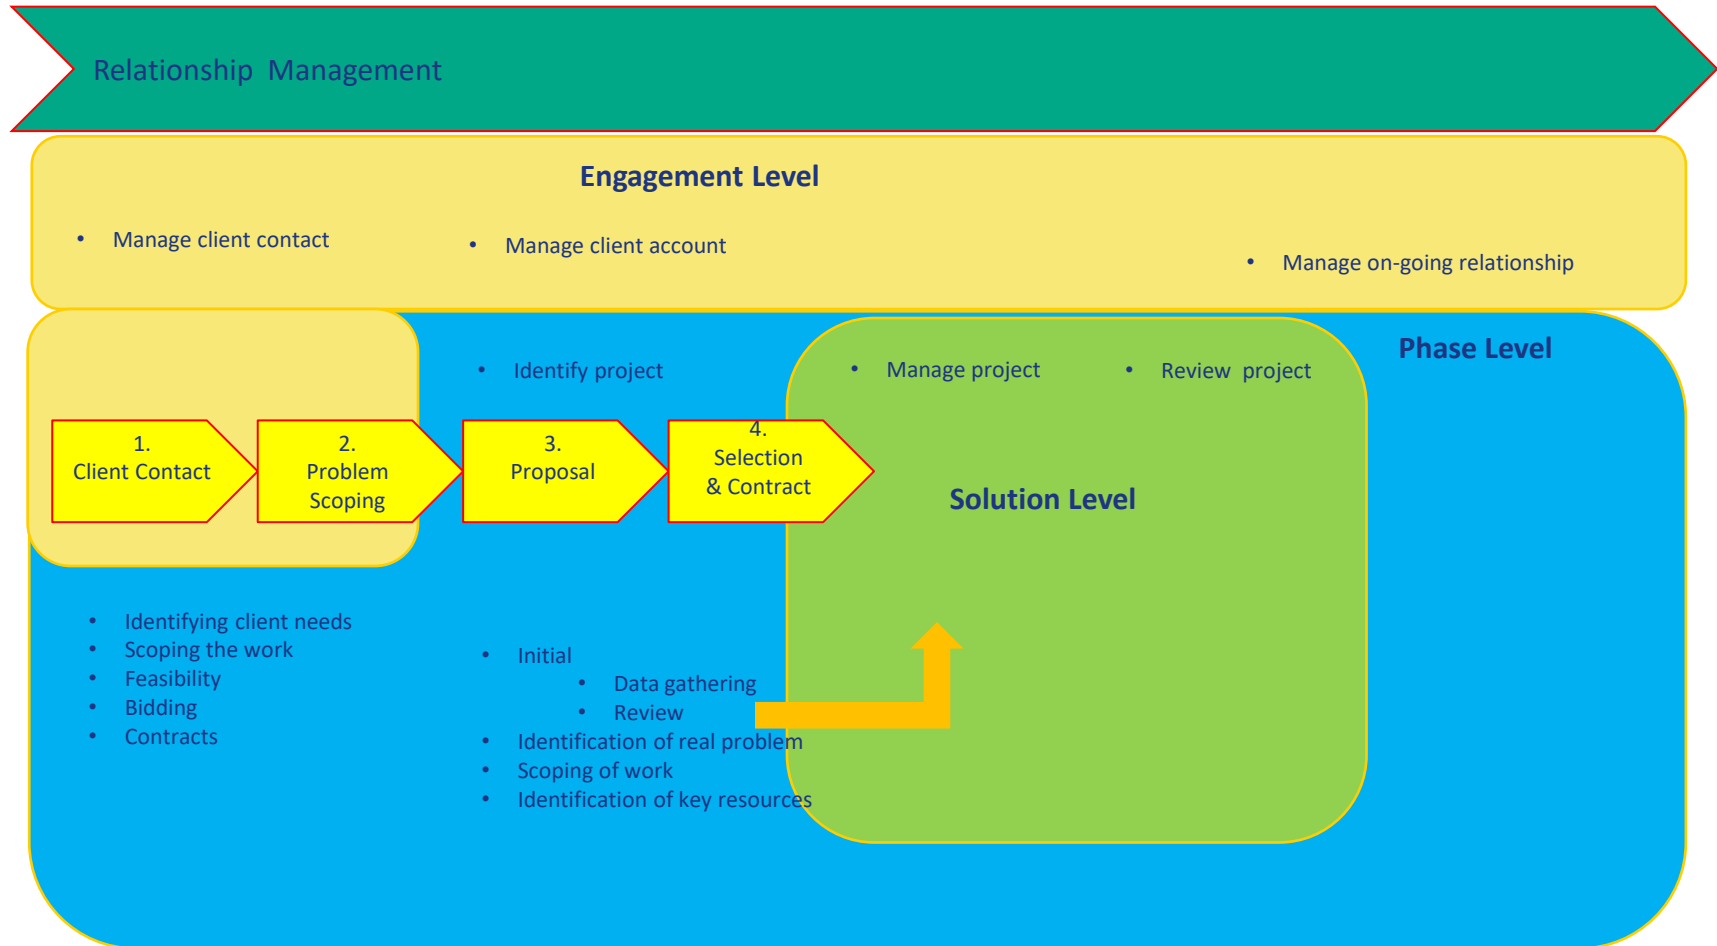 Relationship  Management
Engagement Level
• Manage client contact
• Manage client account
• Manage on-going relationship
Phase Level
• Identify project
• Manage project
• Review  project
1.
Client Contact
2.
Problem
Scoping
3.
Proposal
4.
Selection
& Contract
Solution Level
• Identifying client needs
• Scoping the work
• Feasibility
• Bidding
• Contracts
• Initial
• Data gathering
• Review
• Identification of real problem
• Scoping of work
• Identification of key resources